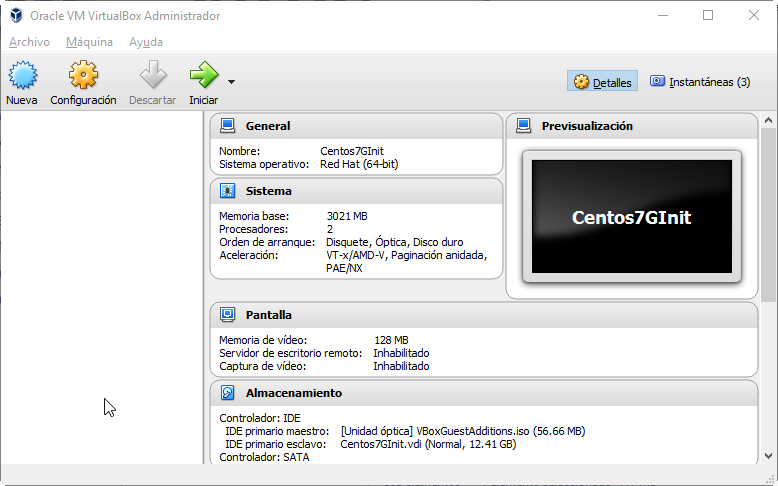 Oracle VM VirtualBox Administrador
Archivo Máquina Ayuda
Nueva Configuración Descartar Iniciar Detalles Instantáneas (3)
General
Nombre: Centos7GInit
Sistema operativo: Red Hat (64-bit)
Previsualización
Centos7GInit
Sistema
Memoria base: 3021 MB
Procesadores: 2
Orden de arranque: Disquete, Óptica, Disco duro
Aceleración: VT-x/AMD-V, Paginación anidada,
PAE/NX
Pantalla
Memoria de vídeo: 128 MB
Servidor de escritorio remoto: Inhabilitado
Captura de vídeo: Inhabilitado
Almacenamiento
Controlador: IDE
IDE primario maestro: [Unidad óptica] VBoxGuestAdditions.iso (56.66 MB)
IDE primario esclavo: Centos7GInit.vdi (Normal, 12.41 GB)
Controlador: SATA